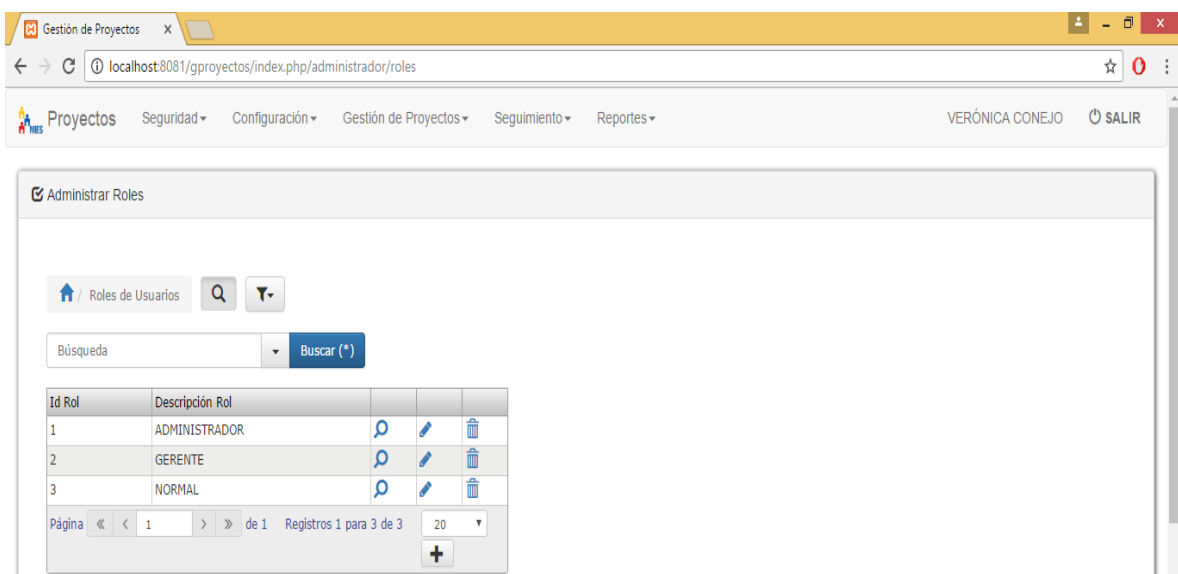 Gestión de Proyectos
localhost:8081/gproyectos/index.php/administrador/roles
MIES Proyectos Seguridad Configuración Gestión de Proyectos Seguimiento Reportes VERÓNICA CONEJO SALIR
Administrar Roles
/ Roles de Usuarios
Búsqueda Buscar (*)
Id Rol Descripción Rol
1 ADMINISTRADOR
2 GERENTE
3 NORMAL
Página « < 1 > » de 1 Registros 1 para 3 de 3 20
+